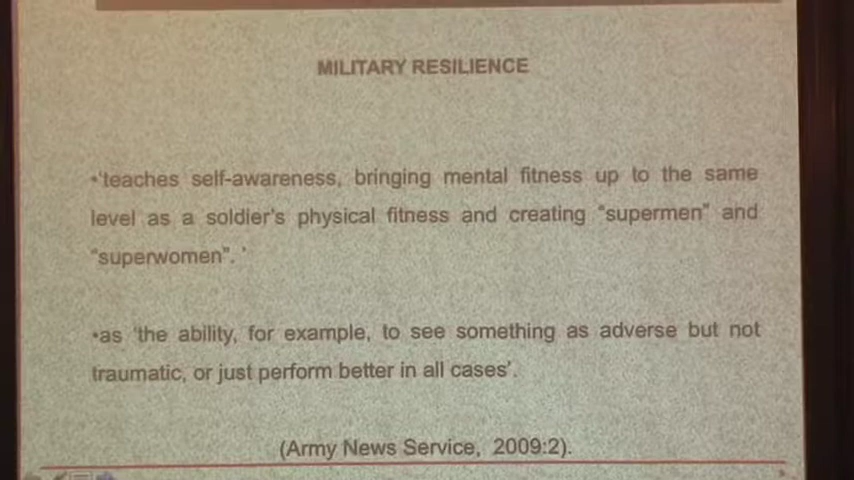 MILITARY RESILIENCE
•'teaches self-awareness, bringing mental fitness up to the same
level as a soldier's physical fitness and creating "supermen" and
"superwomen". '
•as 'the ability, for example, to see something as adverse but not
traumatic, or just perform better in all cases'.
(Army News Service, 2009:2).